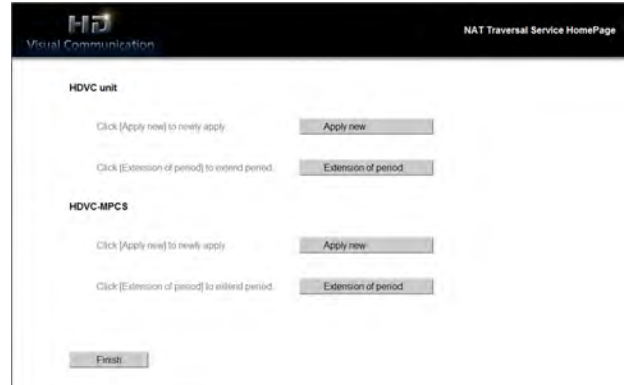 HD
Visual Communication
NAT Traversal Service HomePage
HDVC unit
Click [Apply new] to newly apply.
Apply new
Click [Extension of period] to extend period.
Extension of period
HDVC-MPCS
Click [Apply new] to newly apply.
Apply new
Click [Extension of period] to extend period.
Extension of period
Finish